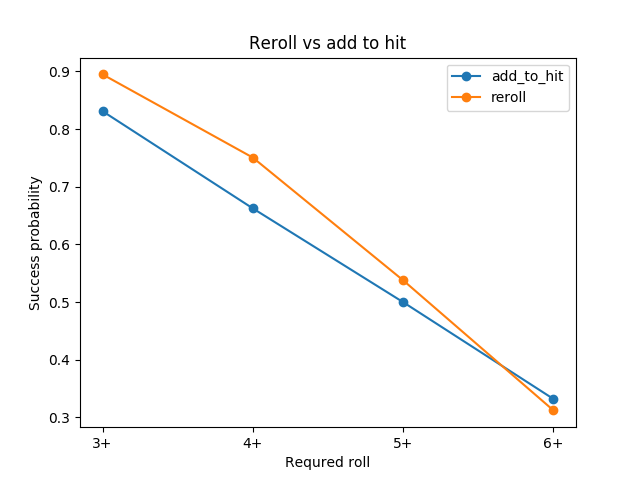 Reroll vs add to hit
add_to_hit
reroll
Success probability
0.9
0.8
0.7
0.6
0.5
0.4
0.3
3+
4+
5+
6+
Requred roll